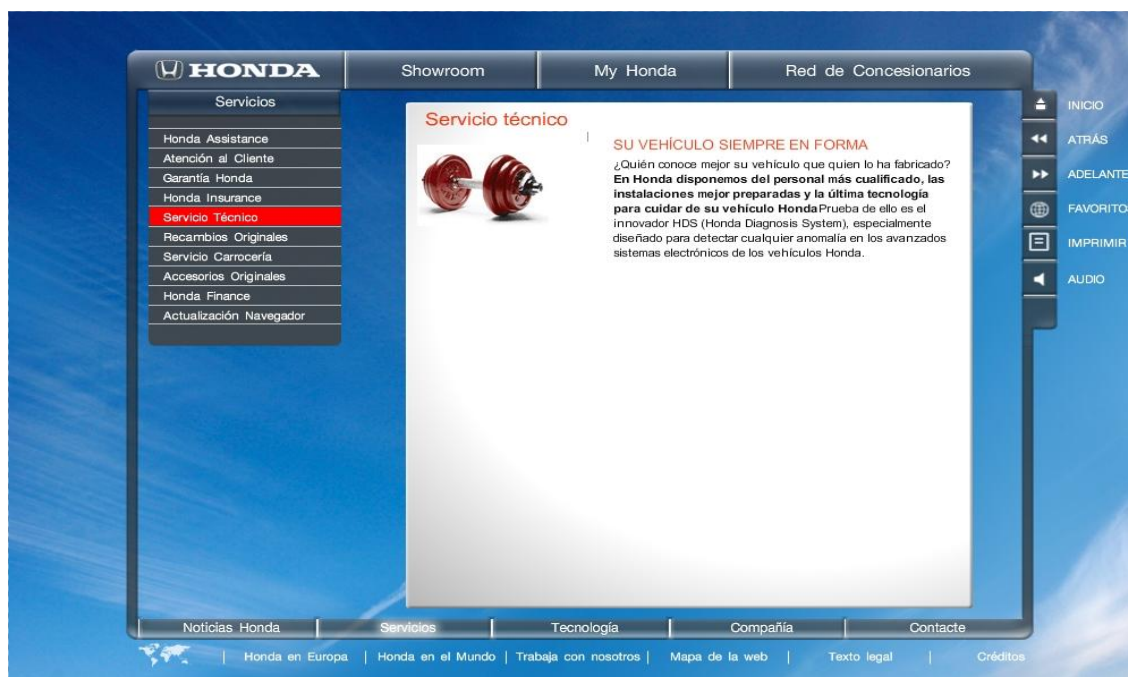 HONDA
Showroom
My Honda
Red de Concesionarios
Servicios
Honda Assistance
Atención al Cliente
Garantía Honda
Honda Insurance
Servicio Técnico
Recambios Originales
Servicio Carrocería
Accesorios Originales
Honda Finance
Actualización Navegador
Servicio técnico
SU VEHÍCULO SIEMPRE EN FORMA
¿Quién conoce mejor su vehículo que quien lo ha fabricado?
En Honda disponemos del personal más cualificado, las
instalaciones mejor preparadas y la última tecnología
para cuidar de su vehículo HondaPrueba de ello es el
innovador HDS (Honda Diagnosis System), especialmente
diseñado para detectar cualquier anomalía en los avanzados
sistemas electrónicos de los vehículos Honda.
INICIO
ATRÁS
ADELANTE
FAVORITO
IMPRIMIR
AUDIO
Noticias Honda
Servicios
Tecnología
Compañía
Contacte
Honda en Europa | Honda en el Mundo | Trabaja con nosotros | Mapa de la web | Texto legal | Créditos